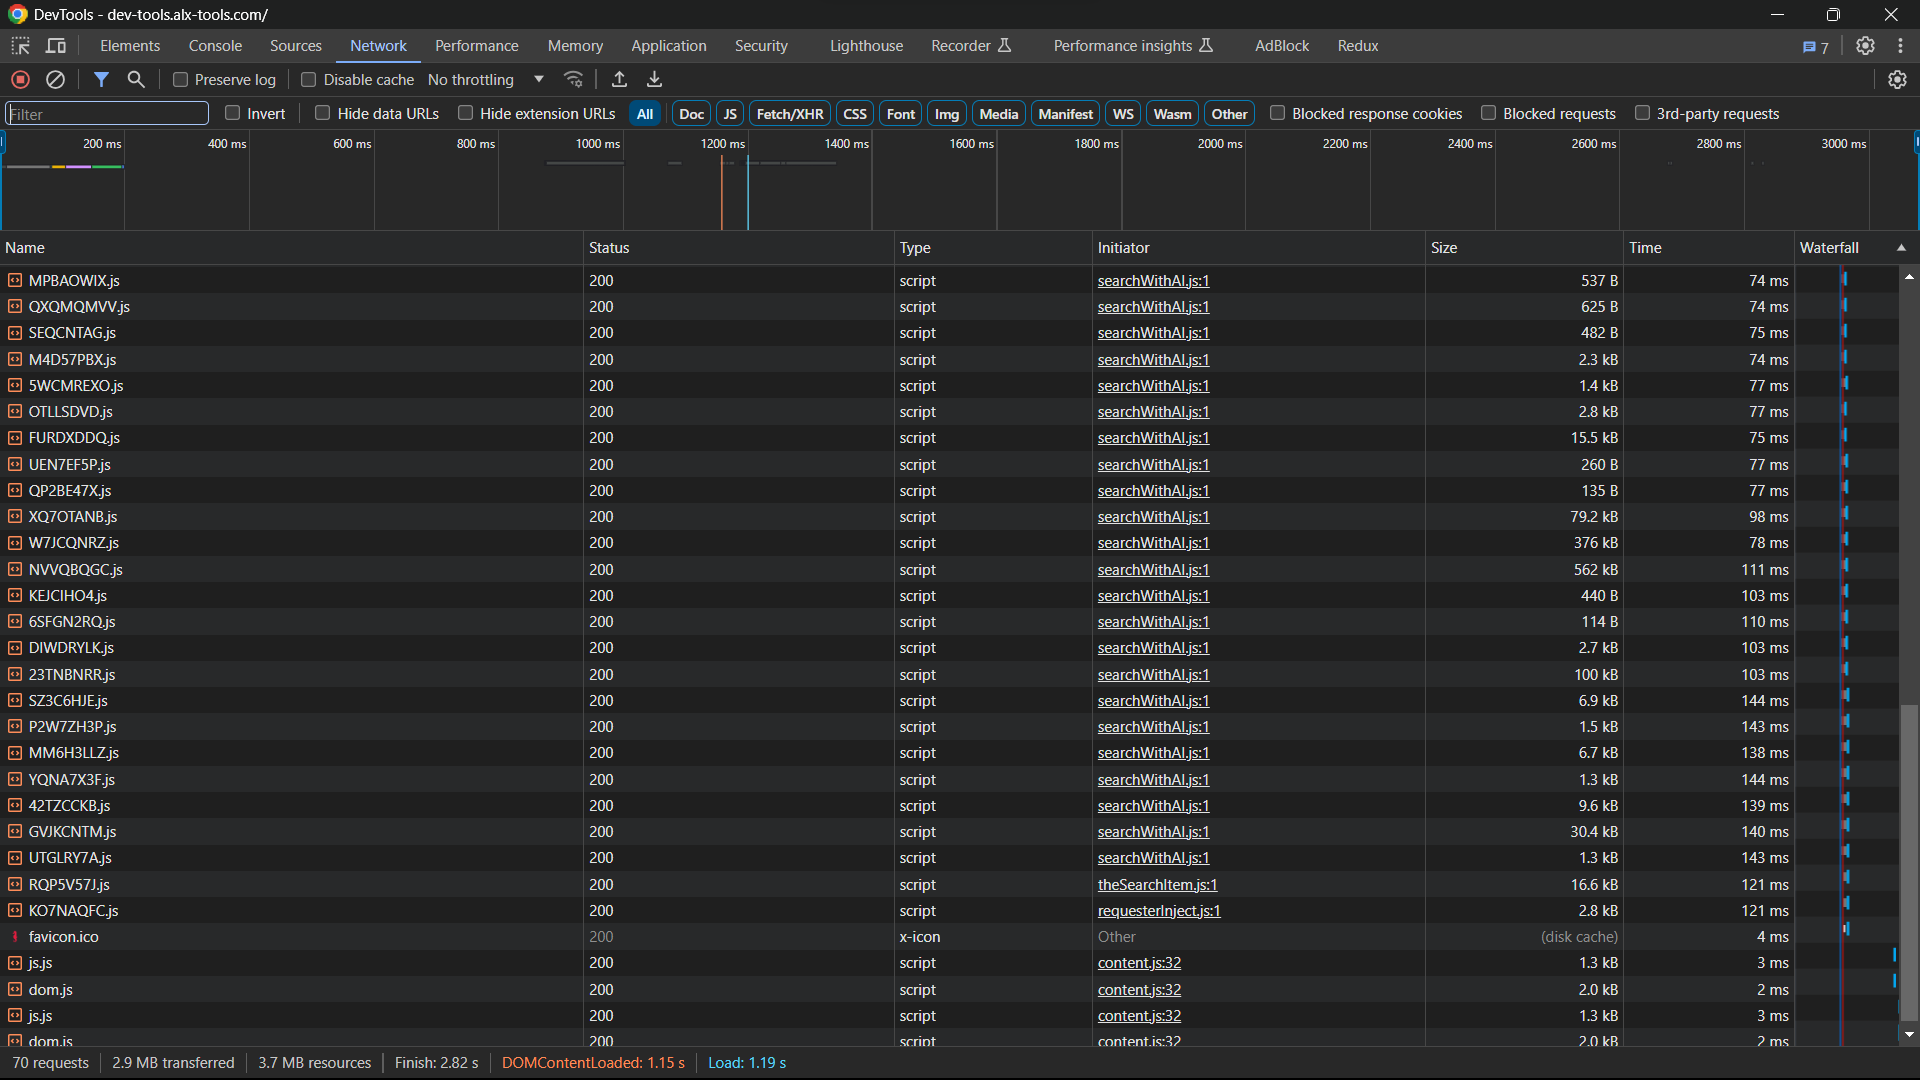 DevTools - dev-tools.alx-tools.com/
Elements Console Sources Network Performance Memory Application Security Lighthouse Recorder Performance insights AdBlock Redux 7
Preserve log Disable cache No throttling
Filter Invert Hide data URLs Hide extension URLs All Doc JS Fetch/XHR CSS Font Img Media Manifest WS Wasm Other Blocked response cookies Blocked requests 3rd-party requests
200 ms 400 ms 600 ms 800 ms 1000 ms 1200 ms 1400 ms 1600 ms 1800 ms 2000 ms 2200 ms 2400 ms 2600 ms 2800 ms 3000 ms
Name Status Type Initiator Size Time Waterfall
MPBAOWIX.js 200 script searchWithAI.js:1 537 B 74 ms
QXQMQMVV.js 200 script searchWithAI.js:1 625 B 74 ms
SEQCNTAG.js 200 script searchWithAI.js:1 482 B 75 ms
M4D57PBX.js 200 script searchWithAI.js:1 2.3 kB 74 ms
5WCMREXO.js 200 script searchWithAI.js:1 1.4 kB 77 ms
OTLLSDVD.js 200 script searchWithAI.js:1 2.8 kB 77 ms
FURDXDDQ.js 200 script searchWithAI.js:1 15.5 kB 75 ms
UEN7EF5P.js 200 script searchWithAI.js:1 260 B 77 ms
QP2BE47X.js 200 script searchWithAI.js:1 135 B 77 ms
XQ7OTANB.js 200 script searchWithAI.js:1 79.2 kB 98 ms
W7JCQNRZ.js 200 script searchWithAI.js:1 376 kB 78 ms
NVVQBQGC.js 200 script searchWithAI.js:1 562 kB 111 ms
KEJCIHO4.js 200 script searchWithAI.js:1 440 B 103 ms
6SFGN2RQ.js 200 script searchWithAI.js:1 114 B 110 ms
DIWDRYLK.js 200 script searchWithAI.js:1 2.7 kB 103 ms
23TNBNRR.js 200 script searchWithAI.js:1 100 kB 103 ms
SZ3C6HJE.js 200 script searchWithAI.js:1 6.9 kB 144 ms
P2W7ZH3P.js 200 script searchWithAI.js:1 1.5 kB 143 ms
MM6H3LLZ.js 200 script searchWithAI.js:1 6.7 kB 138 ms
YQNA7X3F.js 200 script searchWithAI.js:1 1.3 kB 144 ms
42TZCCKB.js 200 script searchWithAI.js:1 9.6 kB 139 ms
GVJKCNTM.js 200 script searchWithAI.js:1 30.4 kB 140 ms
UTGLRY7A.js 200 script searchWithAI.js:1 1.3 kB 143 ms
RQP5V57J.js 200 script theSearchItem.js:1 16.6 kB 121 ms
KO7NAQFC.js 200 script requesterInject.js:1 2.8 kB 121 ms
favicon.ico 200 x-icon Other (disk cache) 4 ms
js.js 200 script content.js:32 1.3 kB 3 ms
dom.js 200 script content.js:32 2.0 kB 2 ms
js.js 200 script content.js:32 1.3 kB 3 ms
dom.js 200 script content.js:32 2.0 kB 2 ms
70 requests 2.9 MB transferred 3.7 MB resources Finish: 2.82 s DOMContentLoaded: 1.15 s Load: 1.19 s